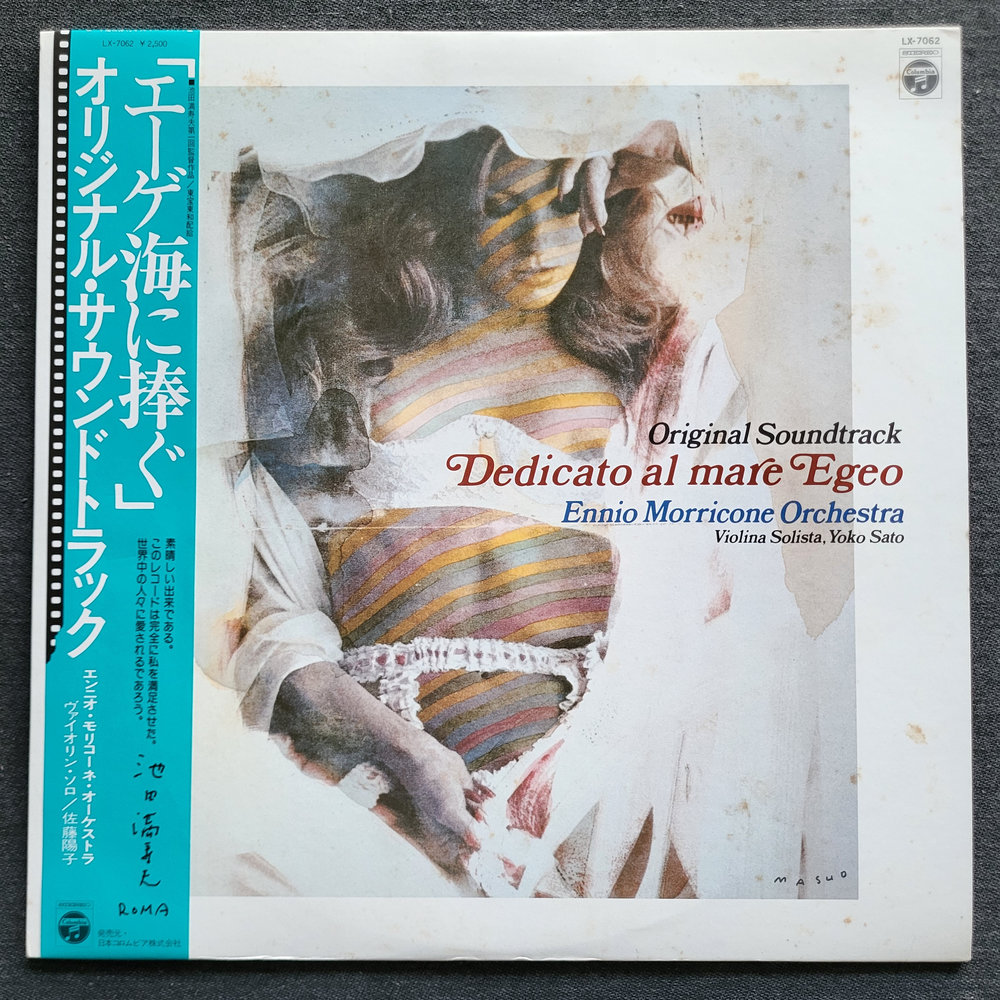 LX-7062 ¥2,500
■池田満寿夫第一回監督作品/東宝東和配給
「エーゲ海に捧ぐ」
オリジナル・サウンドトラック
素晴しい出来である。
このレコードは完全に私を満足させた。
世界中の人々に愛されるであろう。
池田満寿夫
ROMA
エンニオ・モリコーネ・オーケストラ
ヴァイオリン・ソロ/佐藤陽子
STEREO
Columbia
発売元・
日本コロムビア株式会社
LX-7062
STEREO
Columbia
Original Soundtrack
Dedicato al mare Egeo
Ennio Morricone Orchestra
Violina Solista, Yoko Sato
MASUO